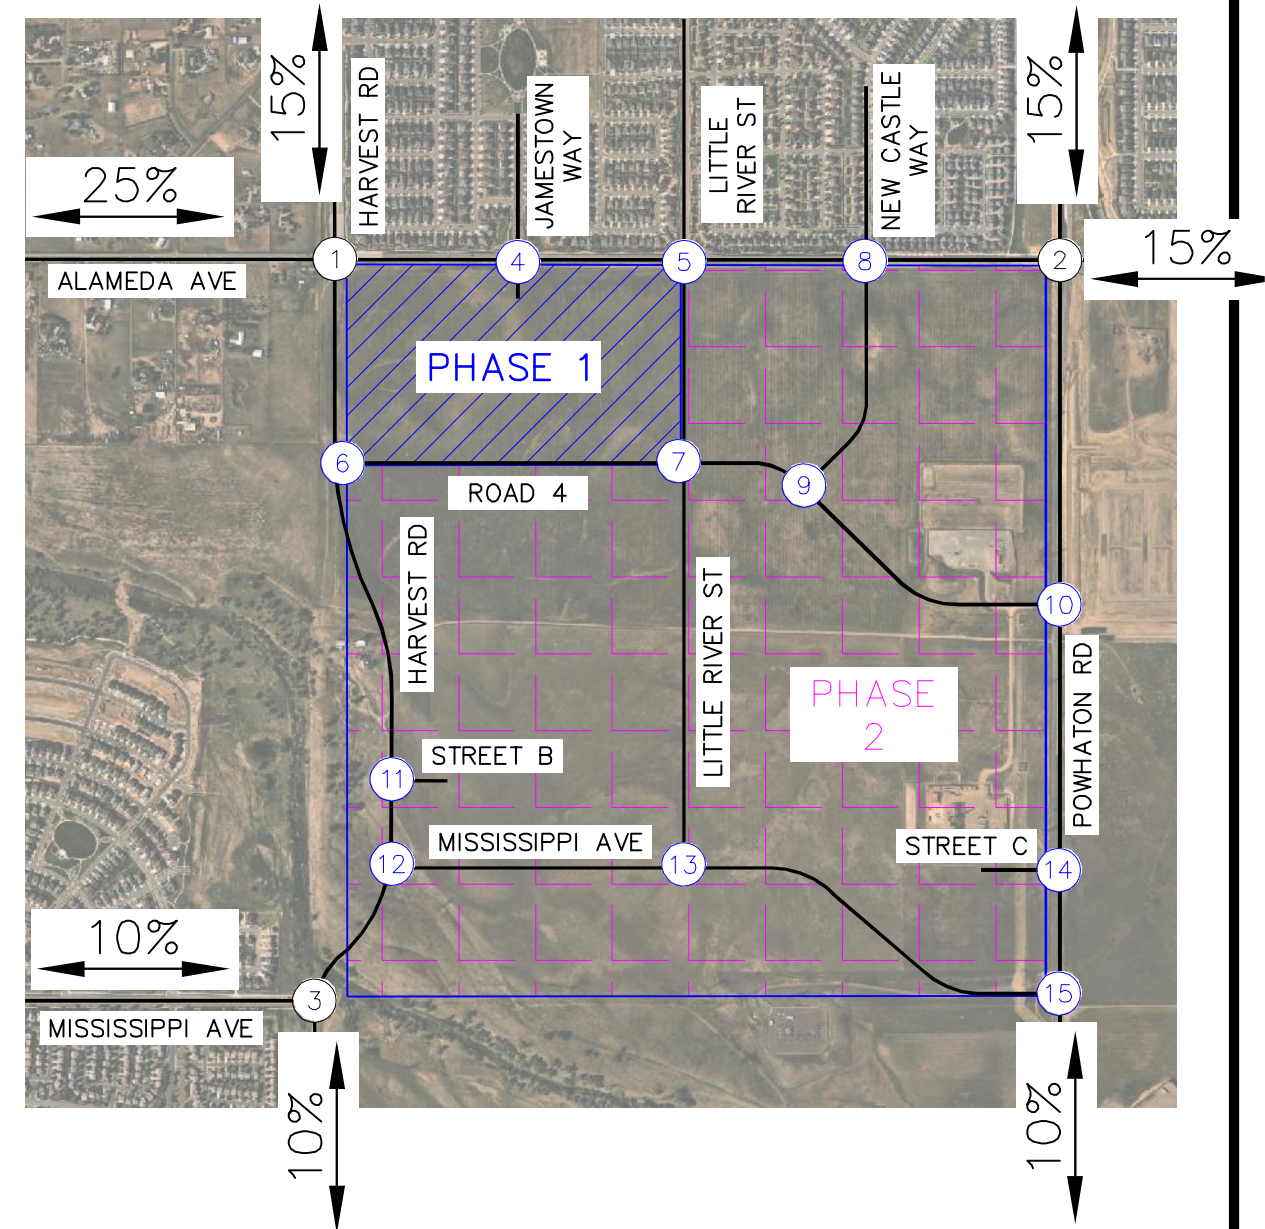 15%
HARVEST RD
JAMESTOWN
WAY
LITTLE
RIVER ST
NEW CASTLE
WAY
15%
25%
15%
1
4
5
8
2
ALAMEDA AVE
PHASE 1
6
7
9
ROAD 4
HARVEST RD
LITTLE RIVER ST
10
POWHATON RD
PHASE
2
STREET B
11
MISSISSIPPI AVE
STREET C
12
13
14
10%
3
15
MISSISSIPPI AVE
10%
10%